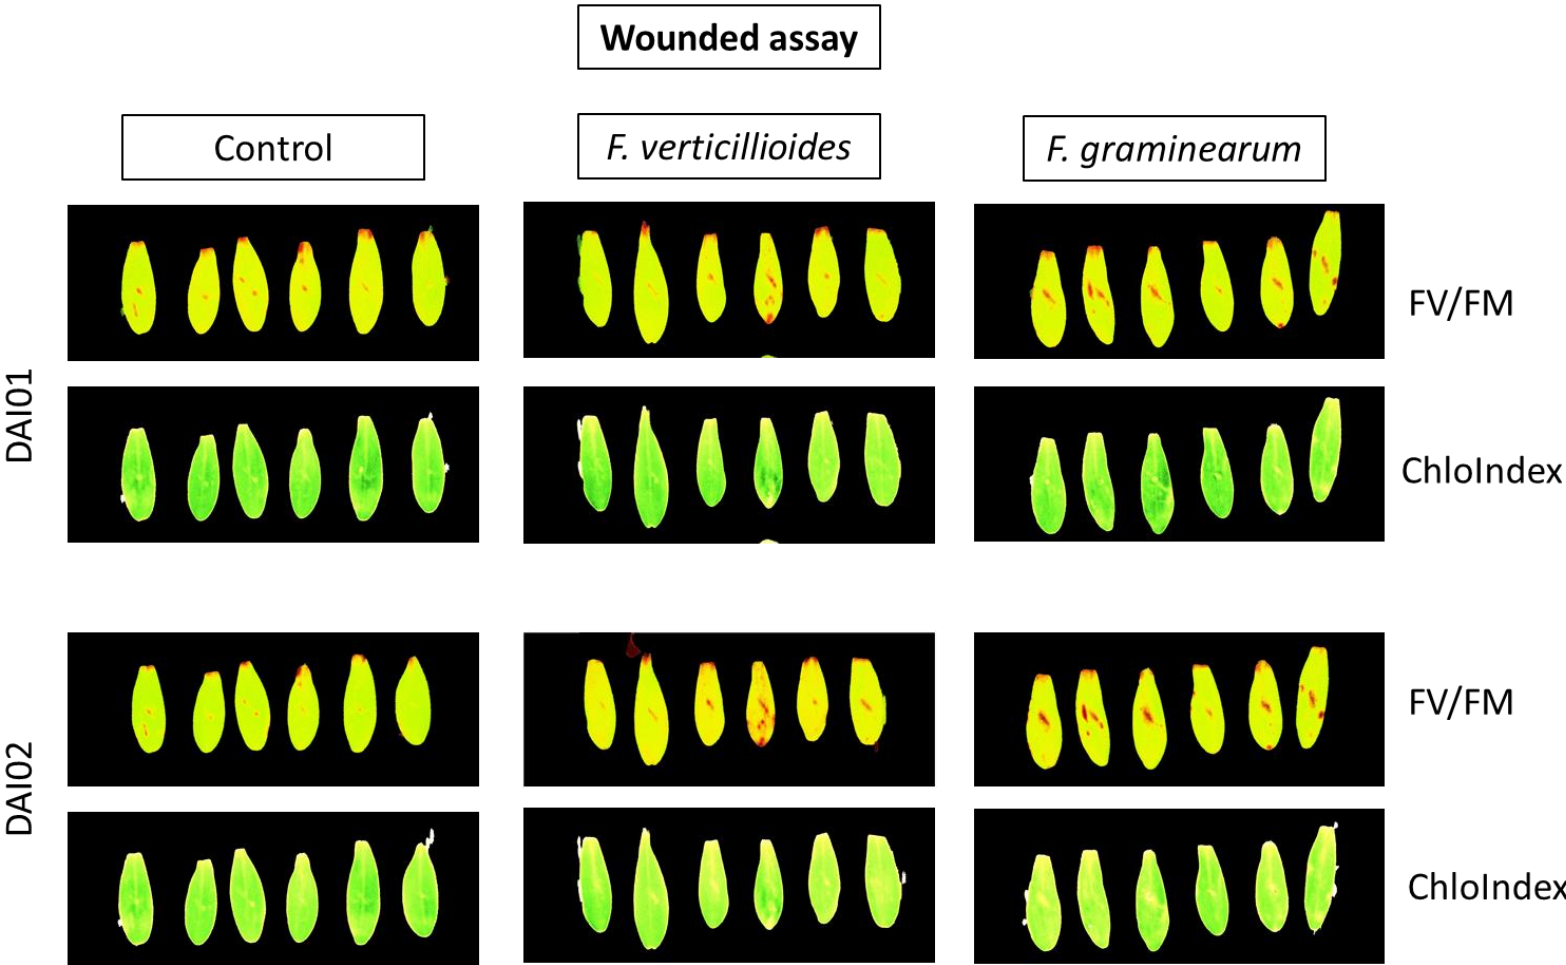 Wounded assay
Control
F. verticillioides
F. graminearum
DAI01
FV/FM
ChloIndex
DAI02
FV/FM
ChloIndex